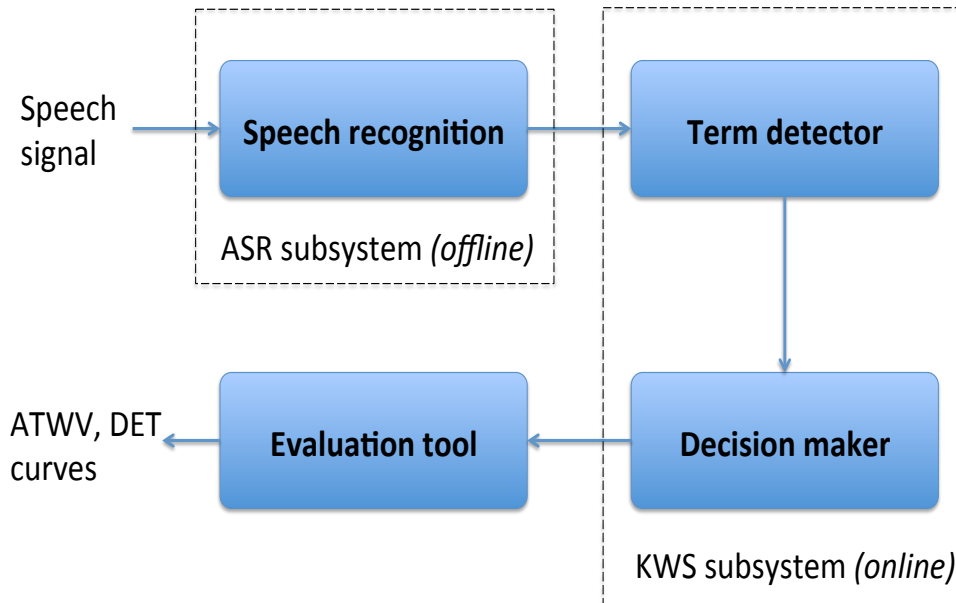 Speech
signal
Speech recognition
Term detector
ASR subsystem (offline)
ATWV, DET
curves
Evaluation tool
Decision maker
KWS subsystem (online)